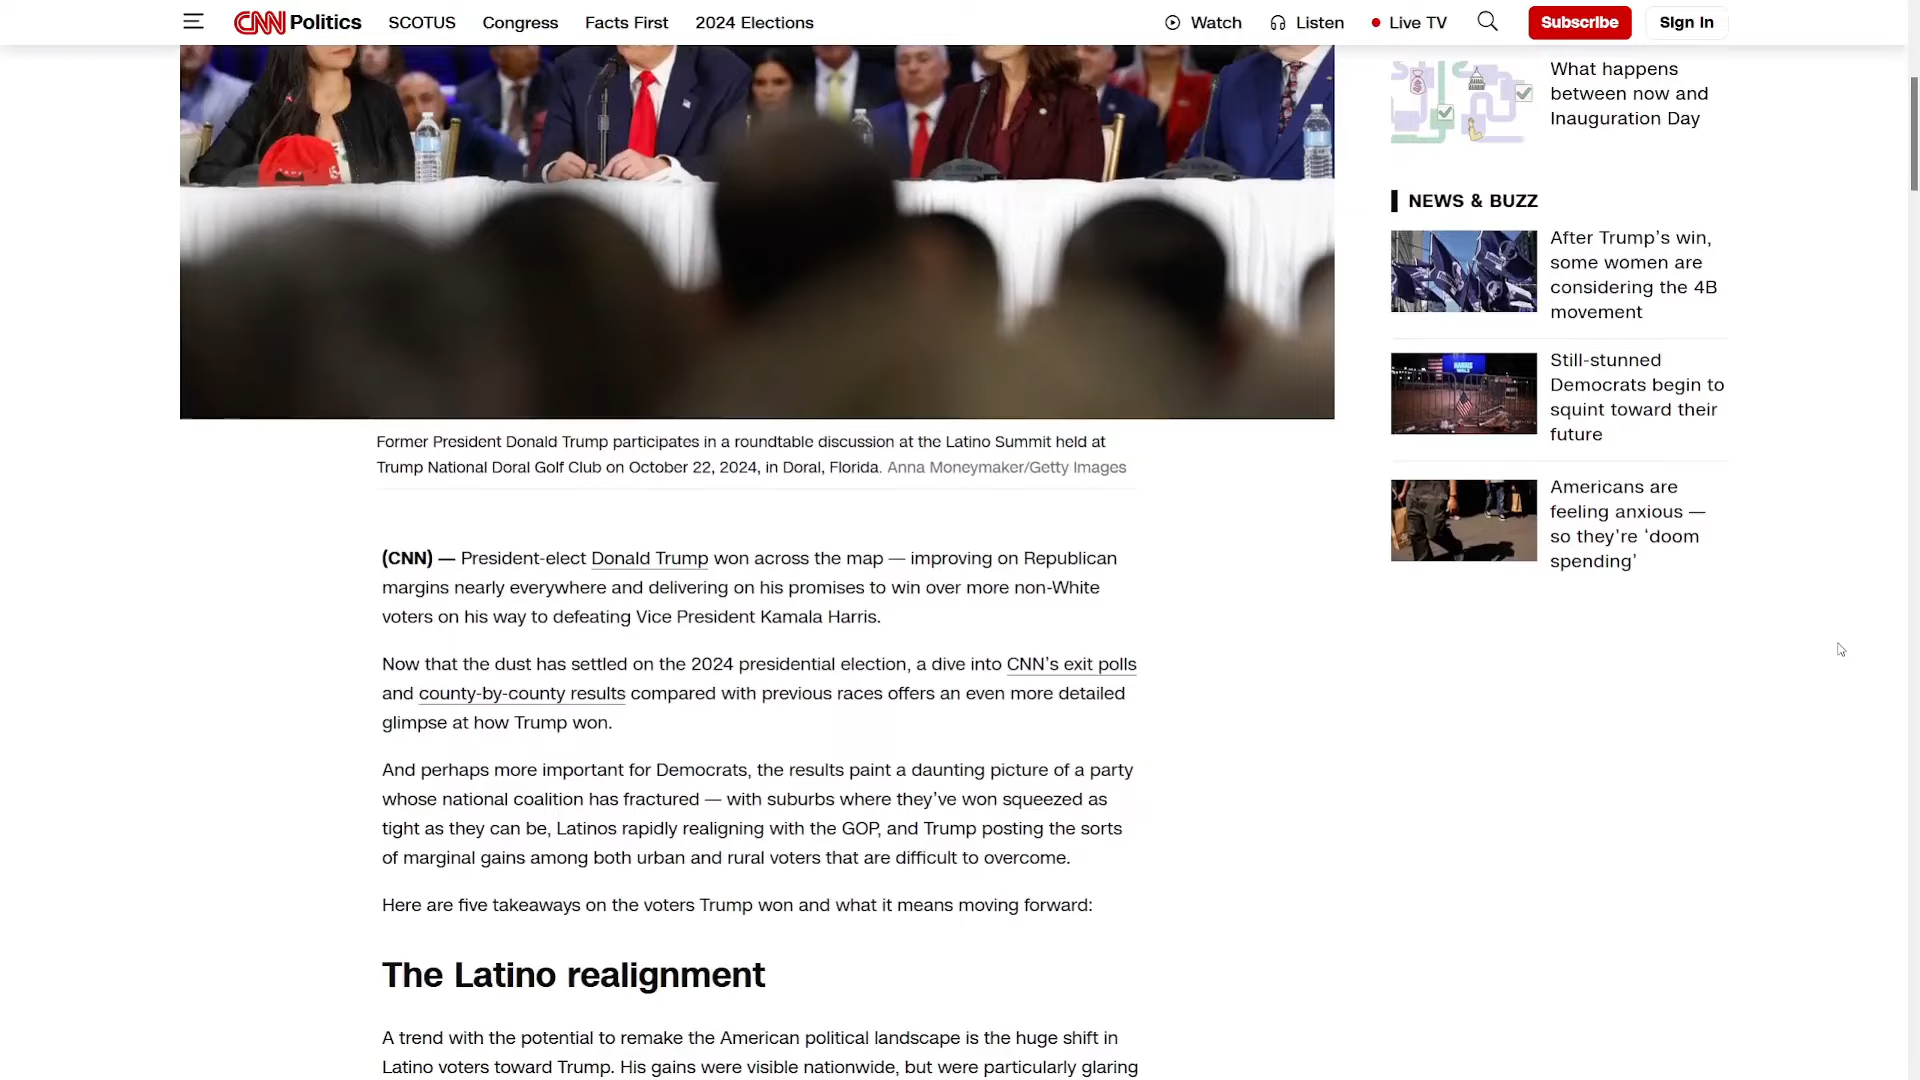 CNN Politics SCOTUS Congress Facts First 2024 Elections Watch Listen Live TV Subscribe Sign in
What happens
between now and
Inauguration Day
NEWS & BUZZ
After Trump’s win,
some women are
considering the 4B
movement
Still-stunned
Democrats begin to
squint toward their
future
Americans are
feeling anxious —
so they’re ‘doom
spending’
Former President Donald Trump participates in a roundtable discussion at the Latino Summit held at
Trump National Doral Golf Club on October 22, 2024, in Doral, Florida. Anna Moneymaker/Getty Images
(CNN) — President-elect Donald Trump won across the map — improving on Republican
margins nearly everywhere and delivering on his promises to win over more non-White
voters on his way to defeating Vice President Kamala Harris.
Now that the dust has settled on the 2024 presidential election, a dive into CNN’s exit polls
and county-by-county results compared with previous races offers an even more detailed
glimpse at how Trump won.
And perhaps more important for Democrats, the results paint a daunting picture of a party
whose national coalition has fractured — with suburbs where they’ve won squeezed as
tight as they can be, Latinos rapidly realigning with the GOP, and Trump posting the sorts
of marginal gains among both urban and rural voters that are difficult to overcome.
Here are five takeaways on the voters Trump won and what it means moving forward:
The Latino realignment
A trend with the potential to remake the American political landscape is the huge shift in
Latino voters toward Trump. His gains were visible nationwide, but were particularly glaring